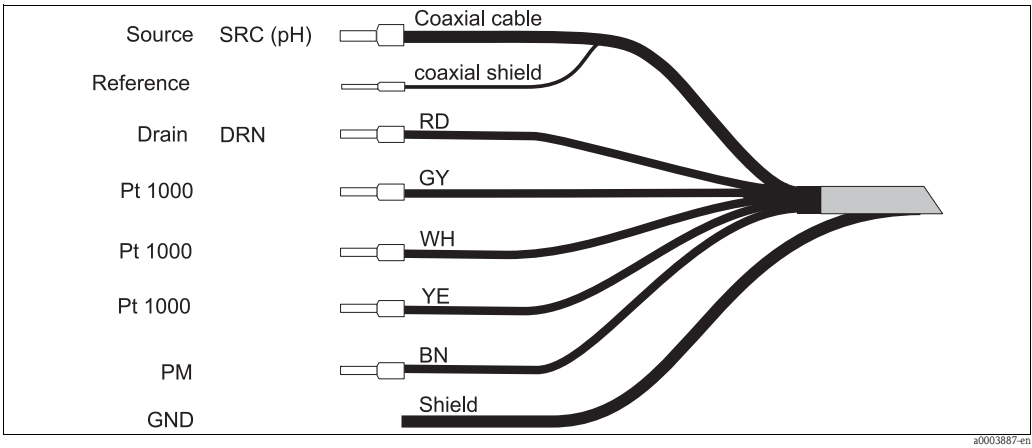 Source SRC (pH) Coaxial cable
Reference coaxial shield
Drain DRN RD
Pt 1000 GY
Pt 1000 WH
Pt 1000 YE
PM BN
GND Shield
a0003887-en